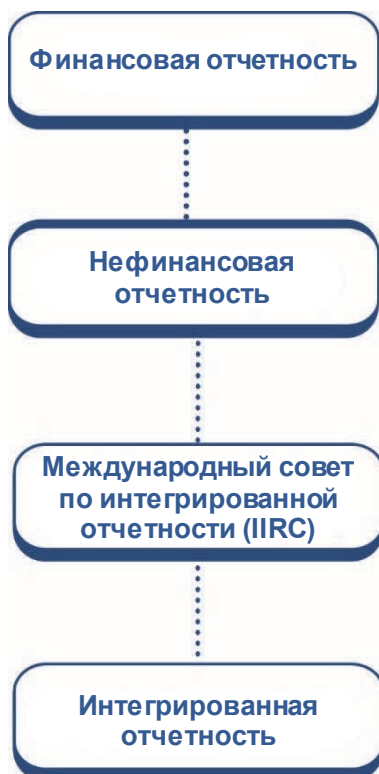 Финансовая отчетность
Нефинансовая
отчетность
Международный совет
по интегрированной
отчетности (IIRC)
Интегрированная
отчетность